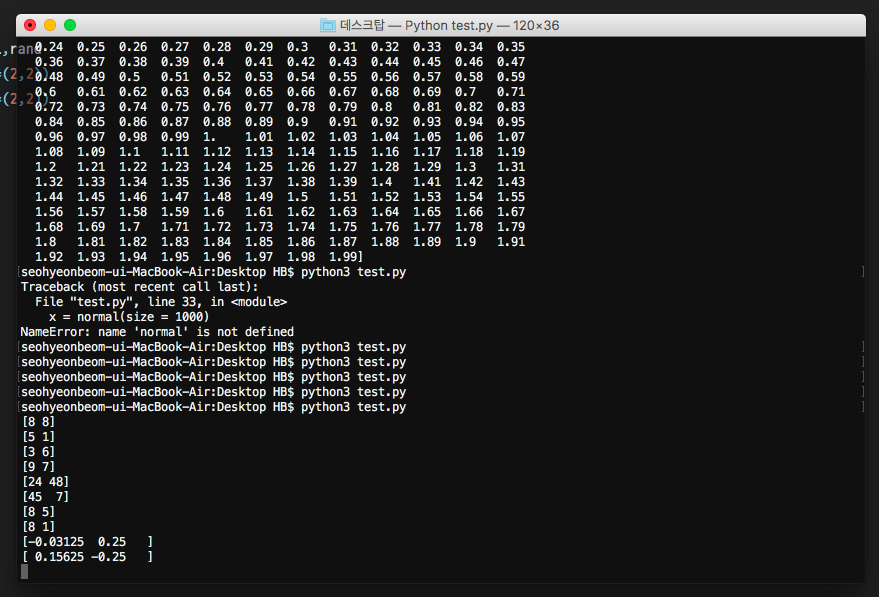 데스크탑 — Python test.py — 120×36
0.24 0.25 0.26 0.27 0.28 0.29 0.3 0.31 0.32 0.33 0.34 0.35
,rand
0.36 0.37 0.38 0.39 0.4 0.41 0.42 0.43 0.44 0.45 0.46 0.47
=(2,2))
0.48 0.49 0.5 0.51 0.52 0.53 0.54 0.55 0.56 0.57 0.58 0.59
0.6 0.61 0.62 0.63 0.64 0.65 0.66 0.67 0.68 0.69 0.7 0.71
=(2,2))
0.72 0.73 0.74 0.75 0.76 0.77 0.78 0.79 0.8 0.81 0.82 0.83
0.84 0.85 0.86 0.87 0.88 0.89 0.9 0.91 0.92 0.93 0.94 0.95
0.96 0.97 0.98 0.99 1. 1.01 1.02 1.03 1.04 1.05 1.06 1.07
1.08 1.09 1.1 1.11 1.12 1.13 1.14 1.15 1.16 1.17 1.18 1.19
1.2 1.21 1.22 1.23 1.24 1.25 1.26 1.27 1.28 1.29 1.3 1.31
1.32 1.33 1.34 1.35 1.36 1.37 1.38 1.39 1.4 1.41 1.42 1.43
1.44 1.45 1.46 1.47 1.48 1.49 1.5 1.51 1.52 1.53 1.54 1.55
1.56 1.57 1.58 1.59 1.6 1.61 1.62 1.63 1.64 1.65 1.66 1.67
1.68 1.69 1.7 1.71 1.72 1.73 1.74 1.75 1.76 1.77 1.78 1.79
1.8 1.81 1.82 1.83 1.84 1.85 1.86 1.87 1.88 1.89 1.9 1.91
1.92 1.93 1.94 1.95 1.96 1.97 1.98 1.99]
[seohyeonbeom-ui-MacBook-Air:Desktop HB$ python3 test.py ]
Traceback (most recent call last):
File "test.py", line 33, in <module>
x = normal(size = 1000)
NameError: name 'normal' is not defined
[seohyeonbeom-ui-MacBook-Air:Desktop HB$ python3 test.py ]
[seohyeonbeom-ui-MacBook-Air:Desktop HB$ python3 test.py ]
[seohyeonbeom-ui-MacBook-Air:Desktop HB$ python3 test.py ]
[seohyeonbeom-ui-MacBook-Air:Desktop HB$ python3 test.py ]
[seohyeonbeom-ui-MacBook-Air:Desktop HB$ python3 test.py ]
[8 8]
[5 1]
[3 6]
[9 7]
[24 48]
[45 7]
[8 5]
[8 1]
[-0.03125 0.25 ]
[ 0.15625 -0.25 ]